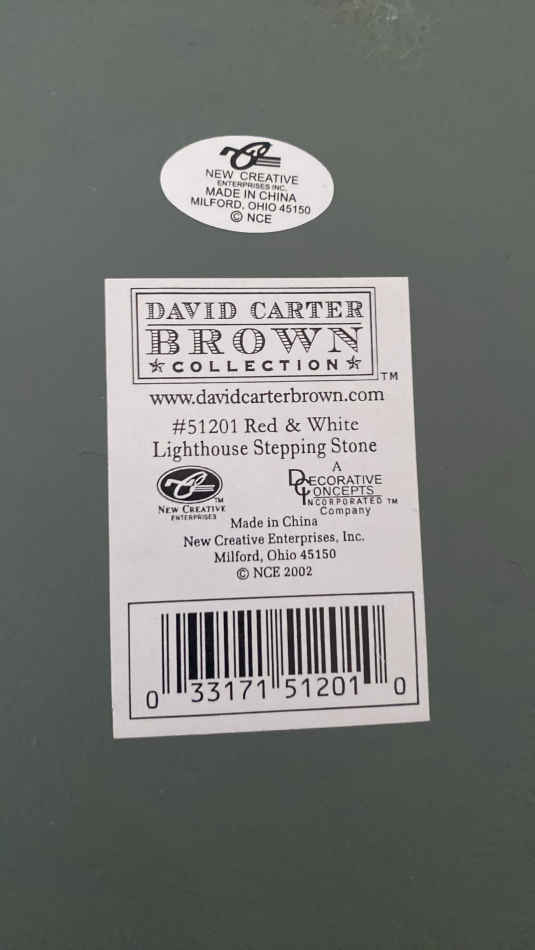 NEW CREATIVE
ENTERPRISES INC.
MADE IN CHINA
MILFORD, OHIO 45150
© NCE
DAVID CARTER
BROWN
COLLECTION TM
www.davidcarterbrown.com
#51201 Red & White
Lighthouse Stepping Stone
TM
NEW CREATIVE
ENTERPRISES
A
DECORATIVE
CONCEPTS
INCORPORATED TM
Company
Made in China
New Creative Enterprises, Inc.
Milford, Ohio 45150
© NCE 2002
0 33171 51201 0